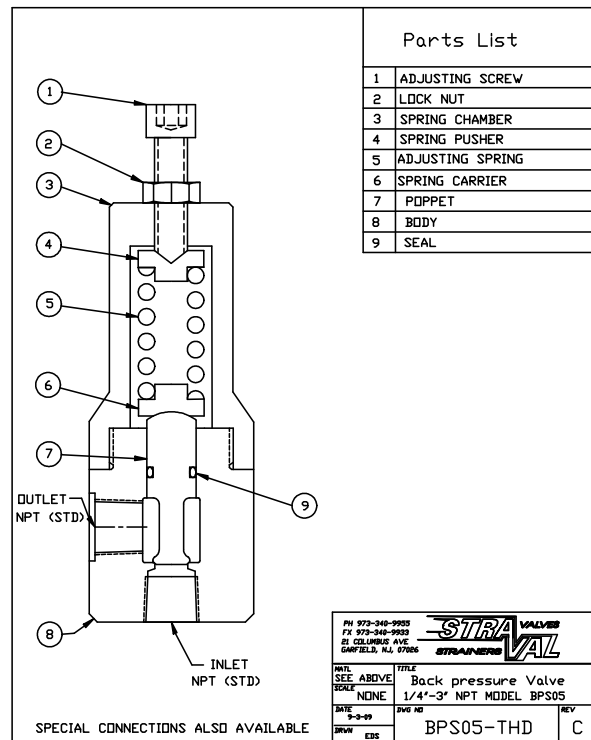 Parts List
1 ADJUSTING SCREW
2 LOCK NUT
3 SPRING CHAMBER
4 SPRING PUSHER
5 ADJUSTING SPRING
6 SPRING CARRIER
7 POPPET
8 BODY
9 SEAL
1
2
3
4
5
6
7
9
OUTLET
NPT (STD)
8
INLET
NPT (STD)
SPECIAL CONNECTIONS ALSO AVAILABLE
PH 973-340-9955
FX 973-340-9933
21 COLUMBUS AVE
GARFIELD, NJ, 07026
STRAVAL
VALVES
STRAINERS
MATL
SEE ABOVE
TITLE
Back pressure Valve
1/4"-3" NPT MODEL BPS05
SCALE
NONE
DATE
9-3-09
DWG NO
BPS05-THD
REV
C
DRWN
EDS